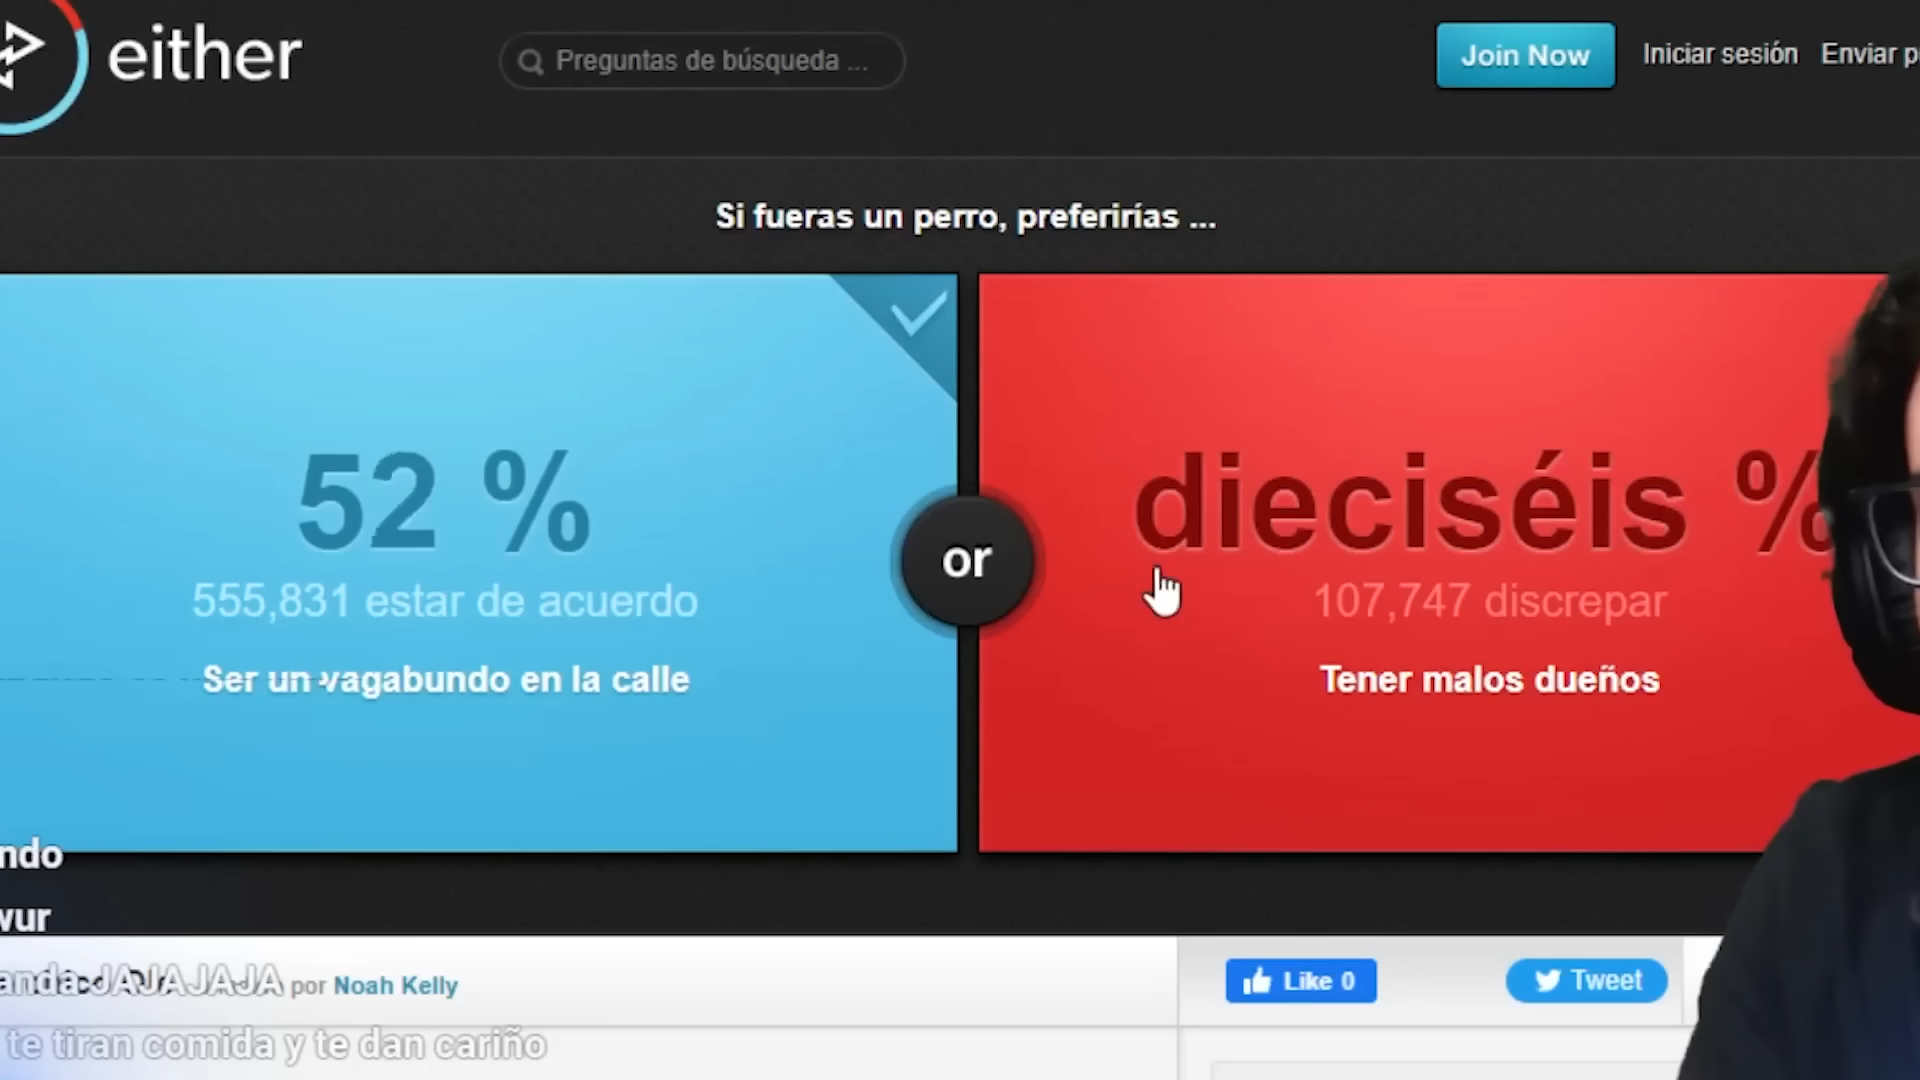 either
Preguntas de búsqueda ...
Join Now
Iniciar sesión
Enviar
Si fueras un perro, preferirías ...
52 %
555,831 estar de acuerdo
Ser un vagabundo en la calle
or
dieciséis %
107,747 discrepar
Tener malos dueños
JAJAJAJA por Noah Kelly
te tiran comida y te dan cariño
Like 0
Tweet